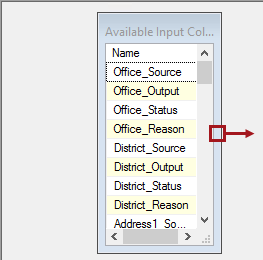 Available Input Col...
Name
Office_Source
Office_Output
Office_Status
Office_Reason
District_Source
District_Output
District_Status
District_Reason
Address1_So...